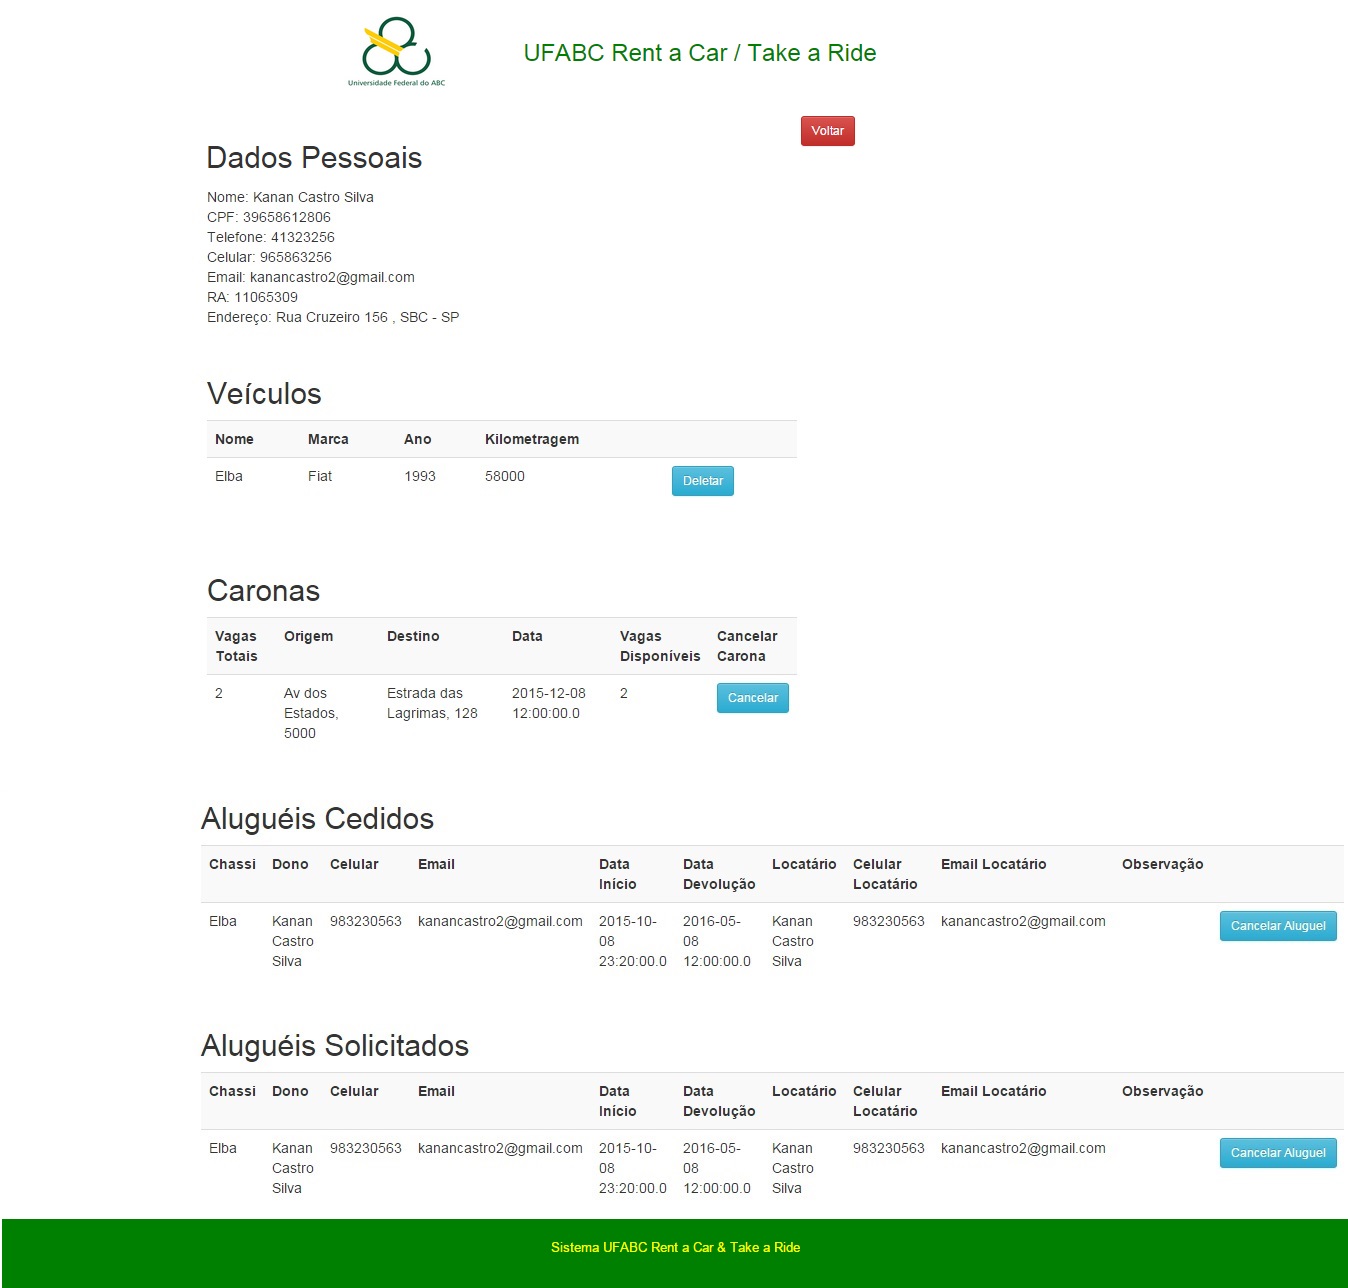 Universidade Federal do ABC
UFABC Rent a Car / Take a Ride
Voltar
Dados Pessoais
Nome: Kanan Castro Silva
CPF: 39658612806
Telefone: 41323256
Celular: 965863256
Email: kanancastro2@gmail.com
RA: 11065309
Endereço: Rua Cruzeiro 156 , SBC - SP
Veículos
Nome Marca Ano Kilometragem
Elba Fiat 1993 58000 Deletar
Caronas
Vagas Origem Destino Data Vagas Cancelar
Totais Disponíveis Carona
2 Av dos Estrada das 2015-12-08 2 Cancelar
Estados, Lagrimas, 128 12:00:00.0
5000
Aluguéis Cedidos
Chassi Dono Celular Email Data Data Locatário Celular Email Locatário Observação
Início Devolução Locatário
Elba Kanan 983230563 kanancastro2@gmail.com 2015-10- 2016-05- Kanan 983230563 kanancastro2@gmail.com Cancelar Aluguel
Castro 08 08 Castro
Silva 23:20:00.0 12:00:00.0 Silva
Aluguéis Solicitados
Chassi Dono Celular Email Data Data Locatário Celular Email Locatário Observação
Início Devolução Locatário
Elba Kanan 983230563 kanancastro2@gmail.com 2015-10- 2016-05- Kanan 983230563 kanancastro2@gmail.com Cancelar Aluguel
Castro 08 08 Castro
Silva 23:20:00.0 12:00:00.0 Silva
Sistema UFABC Rent a Car & Take a Ride